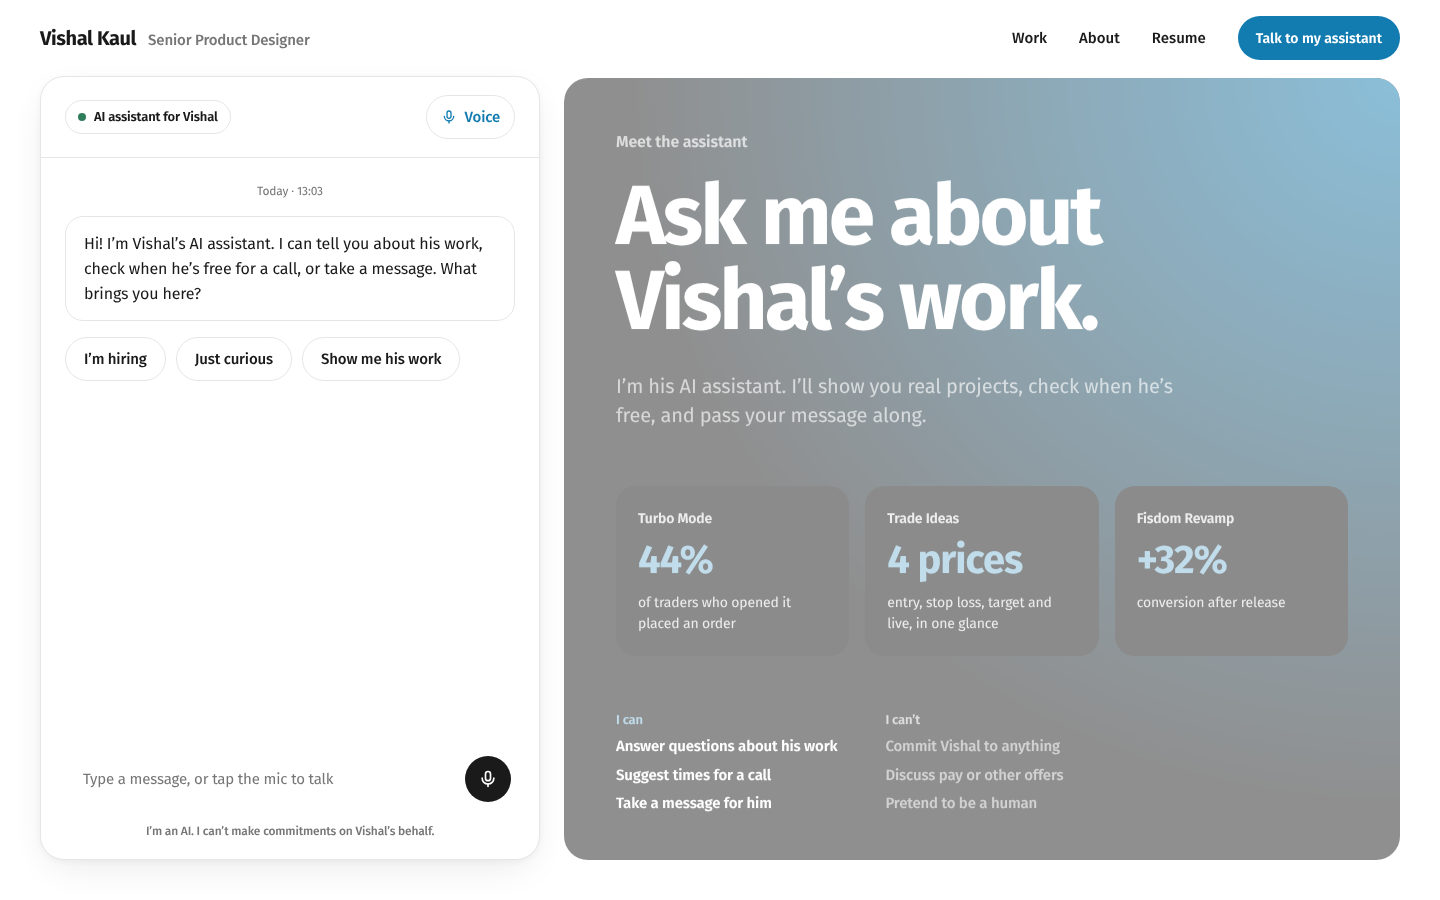 Vishal Kaul Senior Product Designer
Work About Resume Talk to my assistant
AI assistant for Vishal
Voice
Today · 13:03
Hi! I’m Vishal’s AI assistant. I can tell you about his work,
check when he’s free for a call, or take a message. What
brings you here?
I’m hiring
Just curious
Show me his work
Type a message, or tap the mic to talk
I’m an AI. I can’t make commitments on Vishal’s behalf.
Meet the assistant
Ask me about
Vishal’s work.
I’m his AI assistant. I’ll show you real projects, check when he’s
free, and pass your message along.
Turbo Mode
44%
of traders who opened it
placed an order
Trade Ideas
4 prices
entry, stop loss, target and
live, in one glance
Fisdom Revamp
+32%
conversion after release
I can
Answer questions about his work
Suggest times for a call
Take a message for him
I can’t
Commit Vishal to anything
Discuss pay or other offers
Pretend to be a human